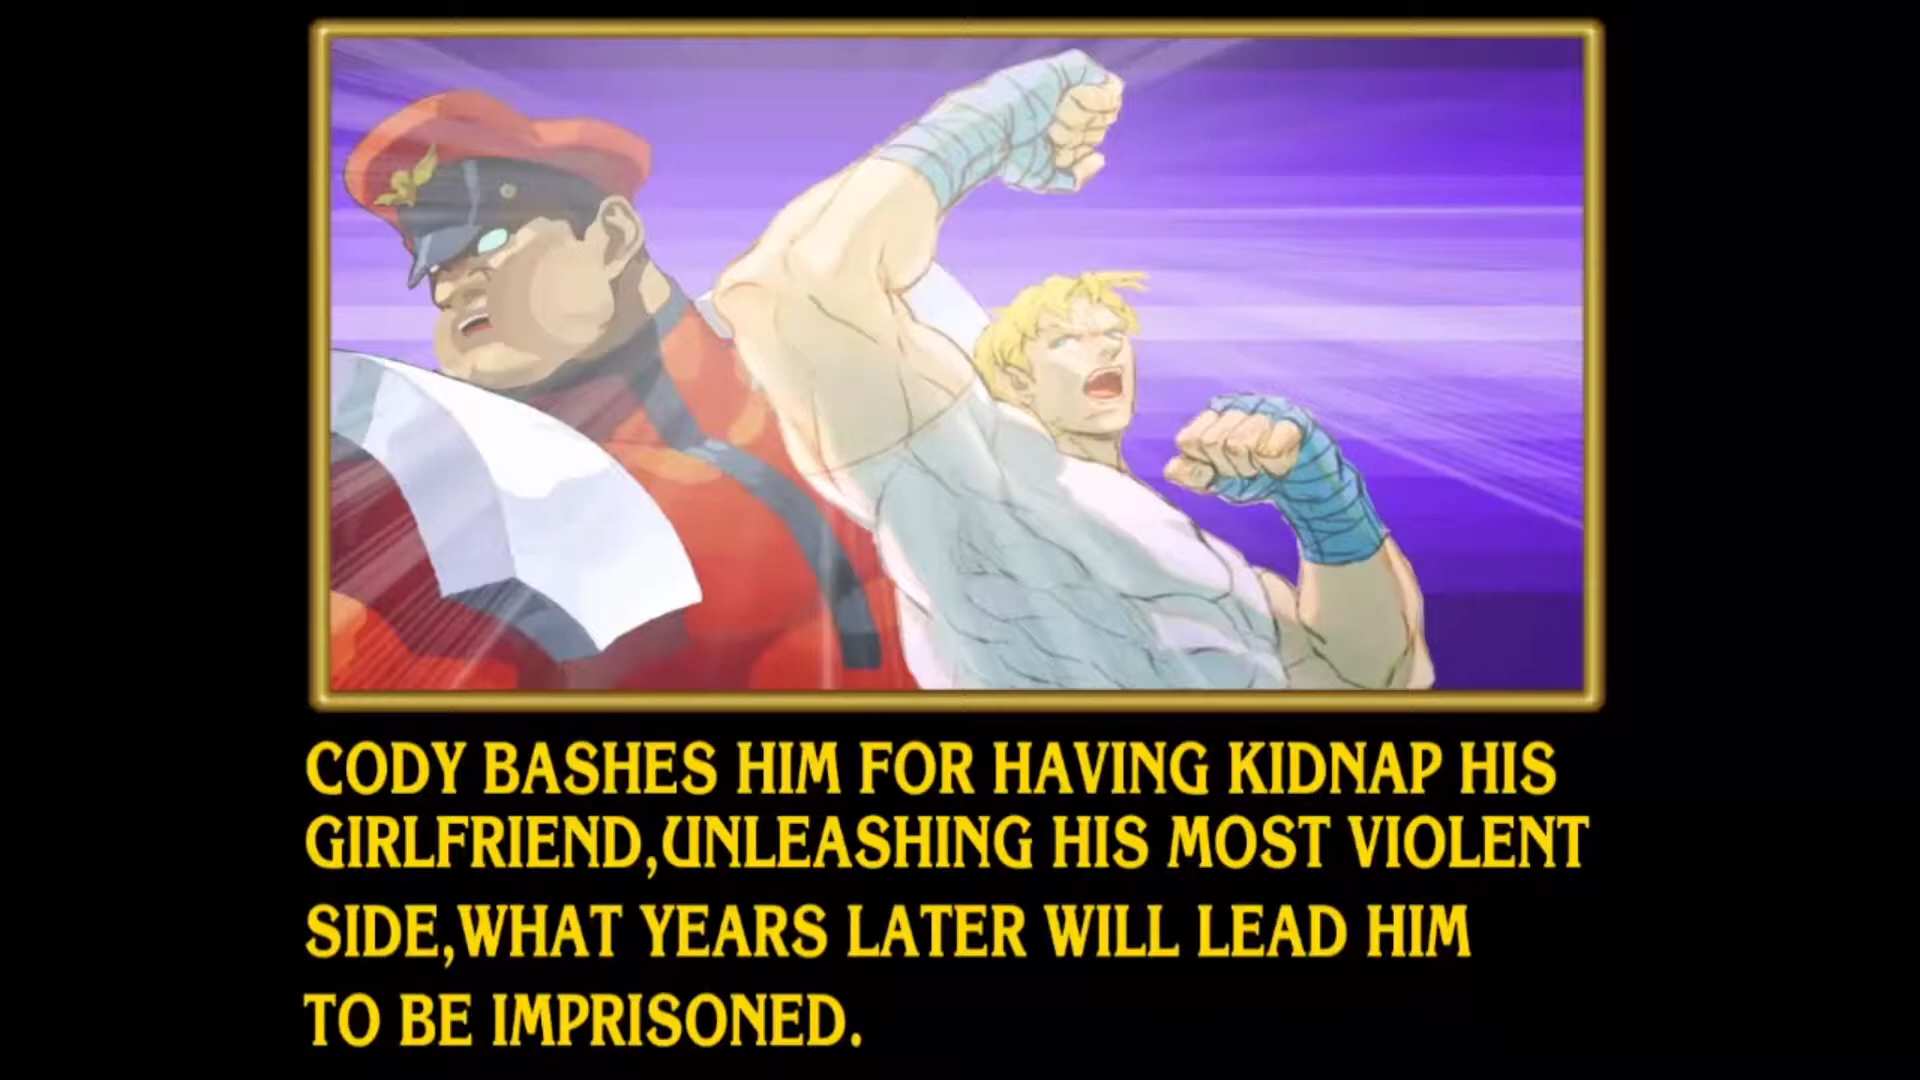 CODY BASHES HIM FOR HAVING KIDNAP HIS
GIRLFRIEND,UNLEASHING HIS MOST VIOLENT
SIDE,WHAT YEARS LATER WILL LEAD HIM
TO BE IMPRISONED.